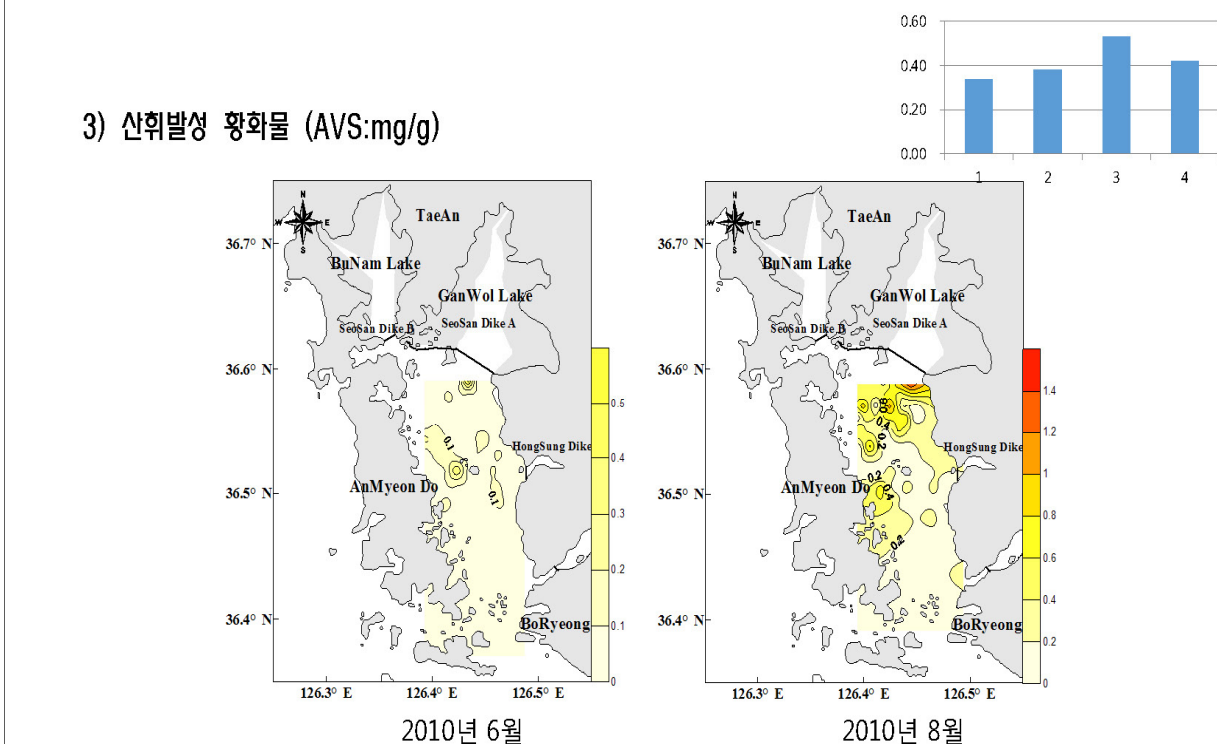 0.60
0.40
0.20
0.00
1 2 3 4
3) 산휘발성 황화물 (AVS:mg/g)
N
W E
S
TaeAn
36.7° N
BuNam Lake
GanWol Lake
SeoSan Dike B
SeoSan Dike A
36.6° N
0.1
HongSung Dike
36.5° N
AnMyeon Do
0.1
36.4° N
BoRyeong
126.3° E 126.4° E 126.5° E
0.5
0.4
0.3
0.2
0.1
0
2010년 6월
N
W E
S
TaeAn
36.7° N
BuNam Lake
GanWol Lake
SeoSan Dike B
SeoSan Dike A
36.6° N
0.8
0.4
0.2
HongSung Dike
36.5° N
AnMyeon Do
0.2
0.4
0.2
36.4° N
BoRyeong
126.3° E 126.4° E 126.5° E
1.4
1.2
1
0.8
0.6
0.4
0.2
0
2010년 8월